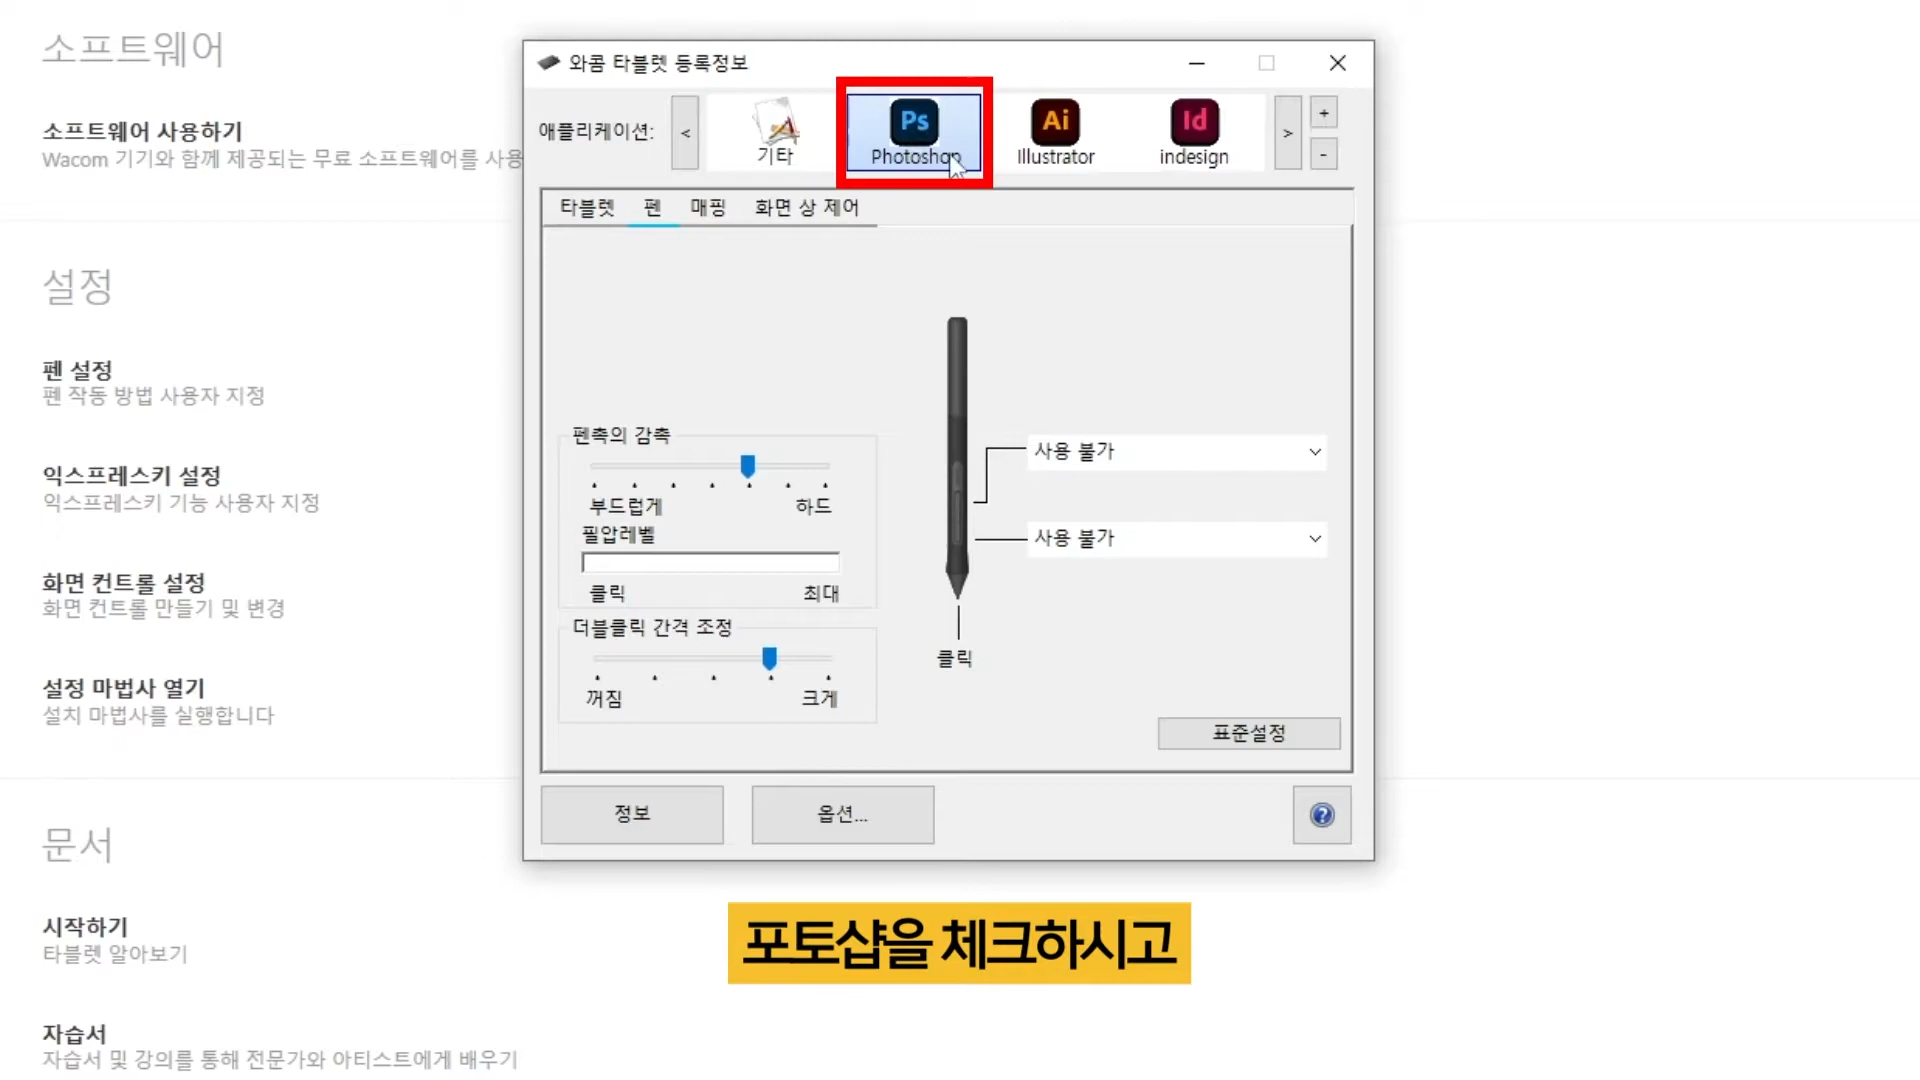 소프트웨어
소프트웨어 사용하기
Wacom 기기와 함께 제공되는 무료 소프트웨어를 사용
설정
펜 설정
펜 작동 방법 사용자 지정
익스프레스키 설정
익스프레스키 기능 사용자 지정
화면 컨트롤 설정
화면 컨트롤 만들기 및 변경
설정 마법사 열기
설치 마법사를 실행합니다
문서
시작하기
타블렛 알아보기
자습서
자습서 및 강의를 통해 전문가와 아티스트에게 배우기
와콤 타블렛 등록정보
애플리케이션:
<
기타
Ps
Photoshop
Ai
Illustrator
Id
indesign
>
+
-
타블렛 펜 매핑 화면 상 제어
펜촉의 감촉
부드럽게 하드
필압레벨
클릭 최대
더블클릭 간격 조정
꺼짐 크게
사용 불가
사용 불가
클릭
표준설정
정보 옵션... ?
포토샵을 체크하시고